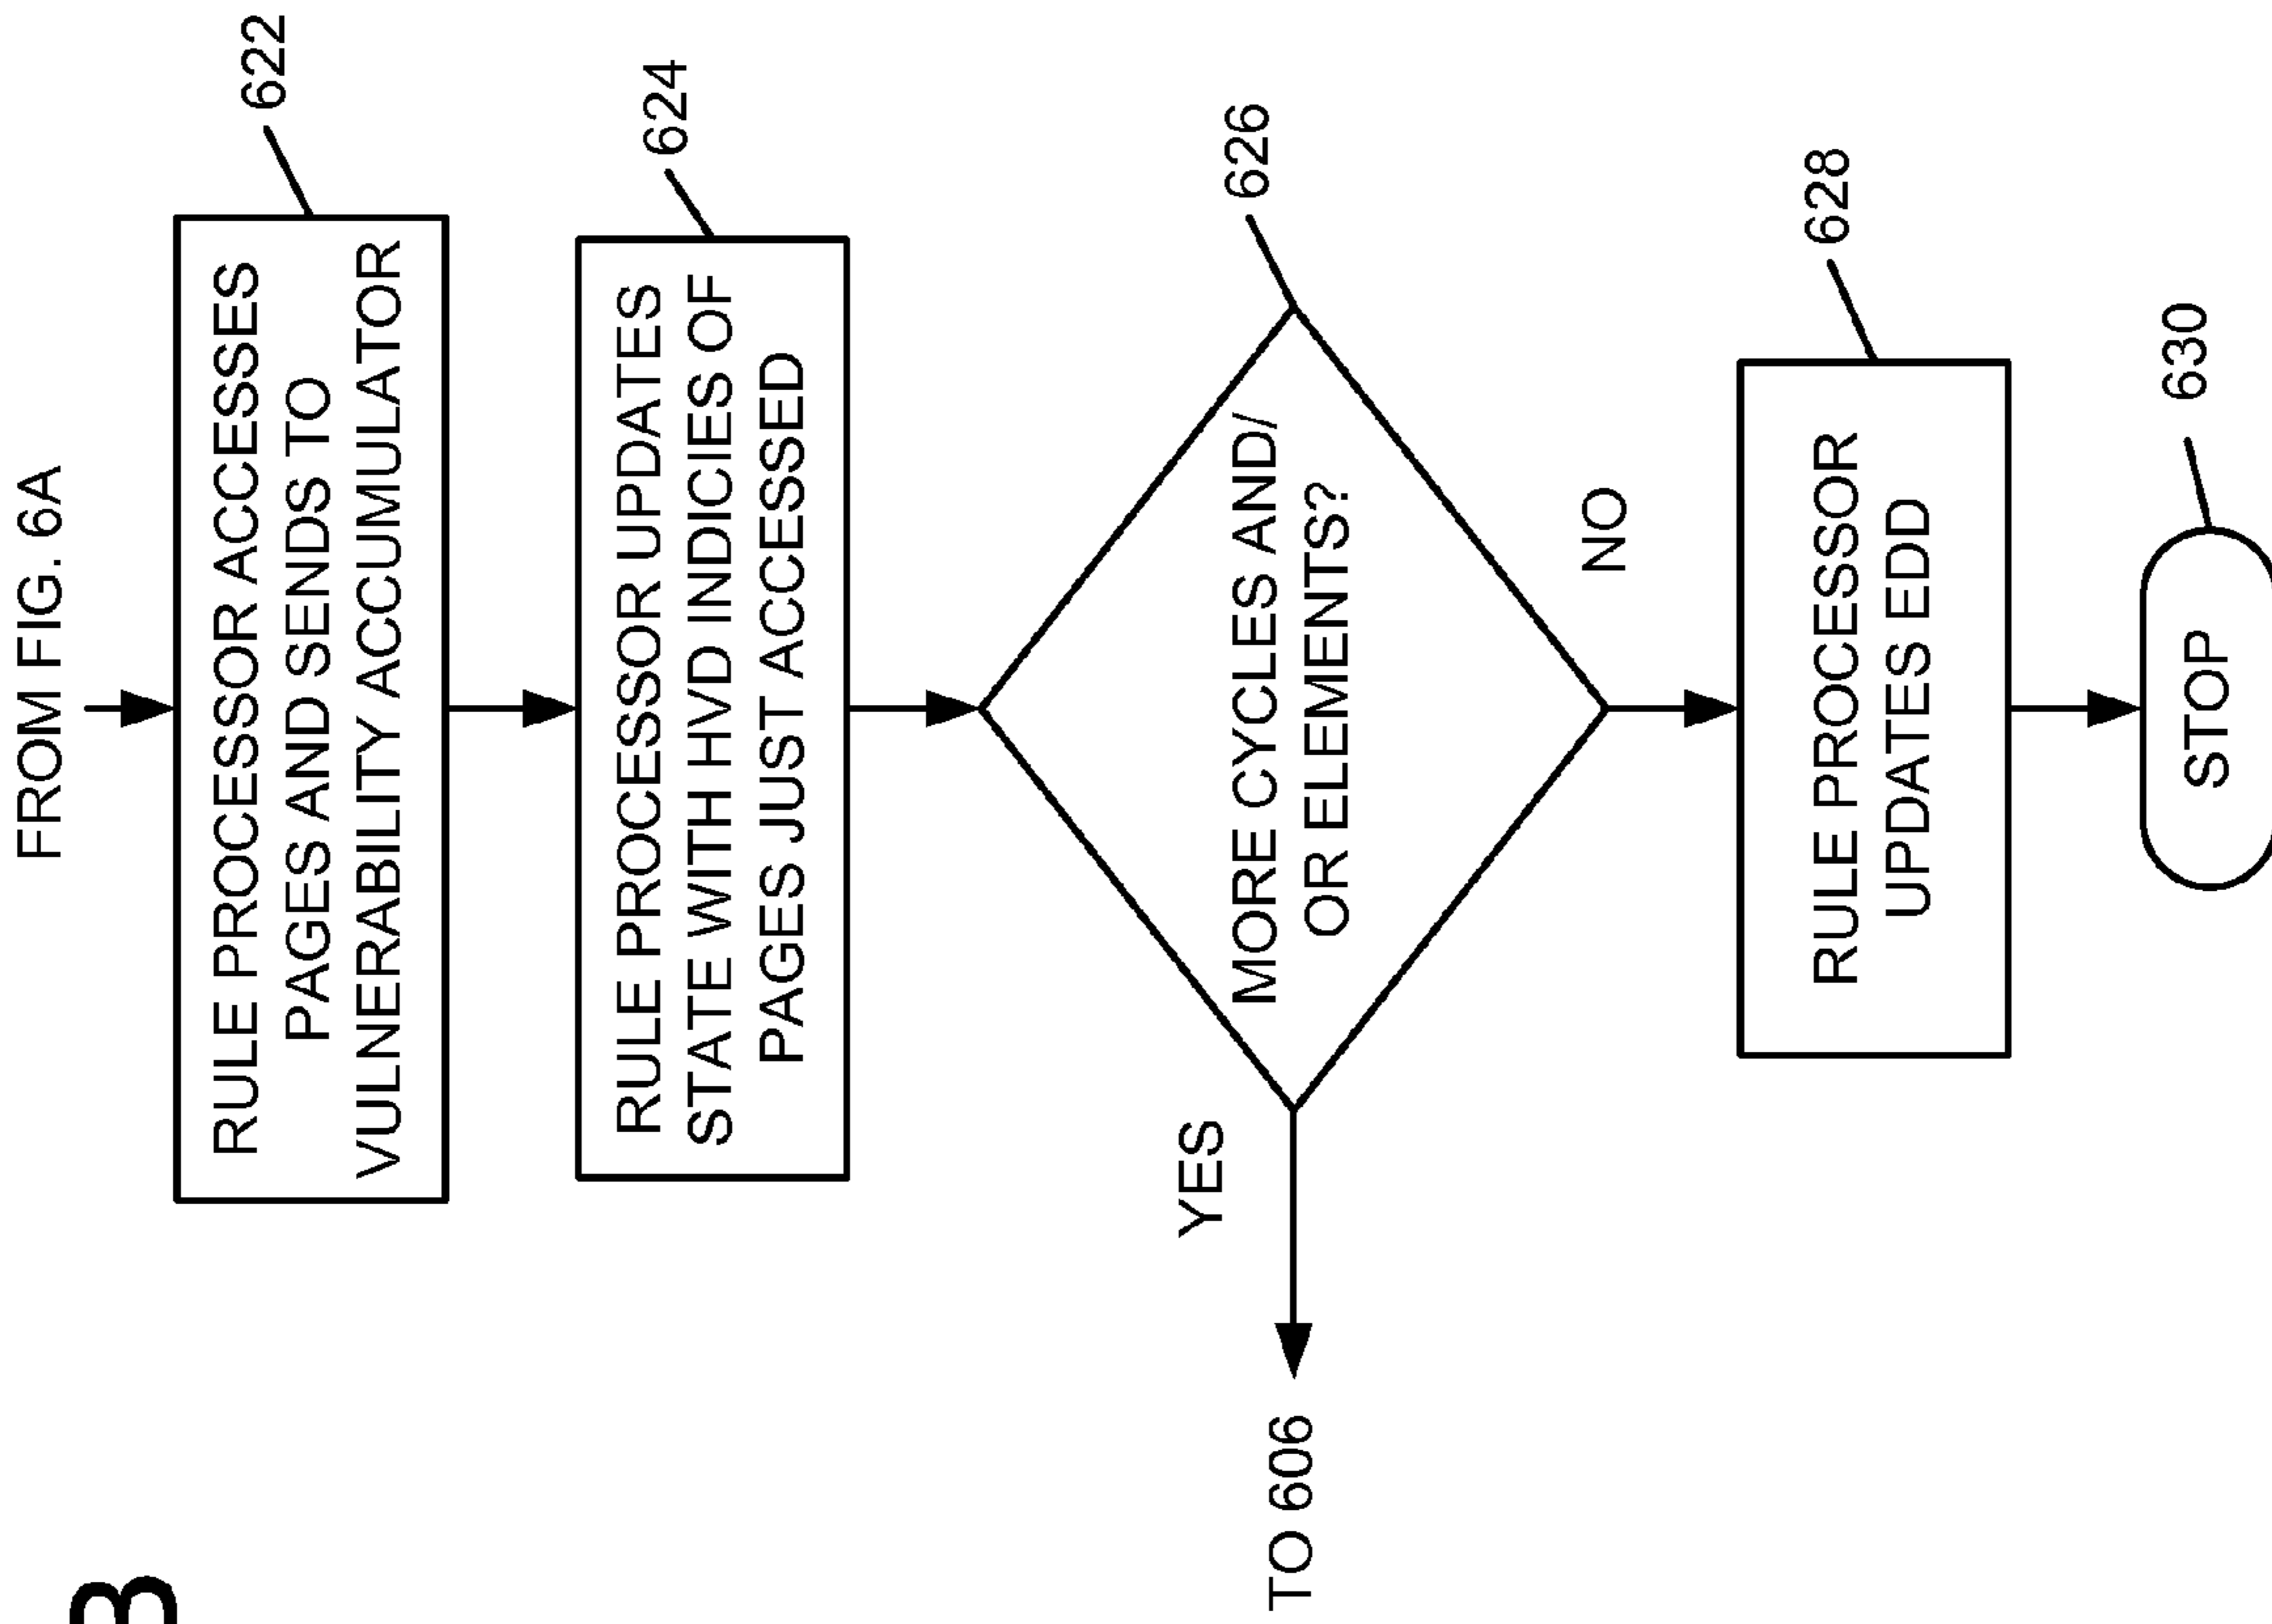 FROM FIG. 6A
622
RULE PROCESSOR ACCESSES
PAGES AND SENDS TO
VULNERABILITY ACCUMULATOR
624
RULE PROCESSOR UPDATES
STATE WITH HVD INDICIES OF
PAGES JUST ACCESSED
626
MORE CYCLES AND/
OR ELEMENTS?
YES
TO 606
NO
628
RULE PROCESSOR
UPDATES EDD
630
STOP